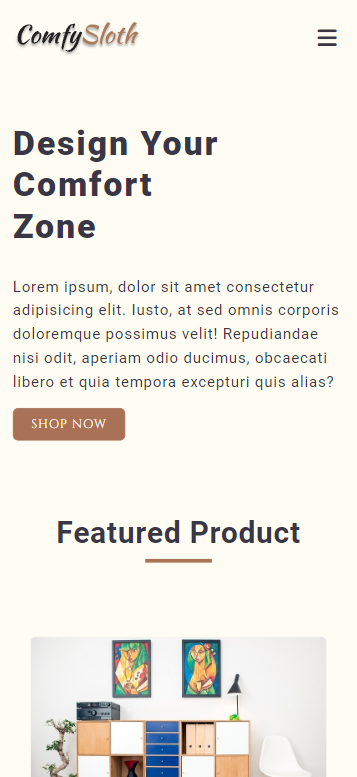 ComfySloth
Design Your
Comfort
Zone
Lorem ipsum, dolor sit amet consectetur
adipisicing elit. Iusto, at sed omnis corporis
doloremque possimus velit! Repudiandae
nisi odit, aperiam odio ducimus, obcaecati
libero et quia tempora excepturi quis alias?
SHOP NOW
Featured Product